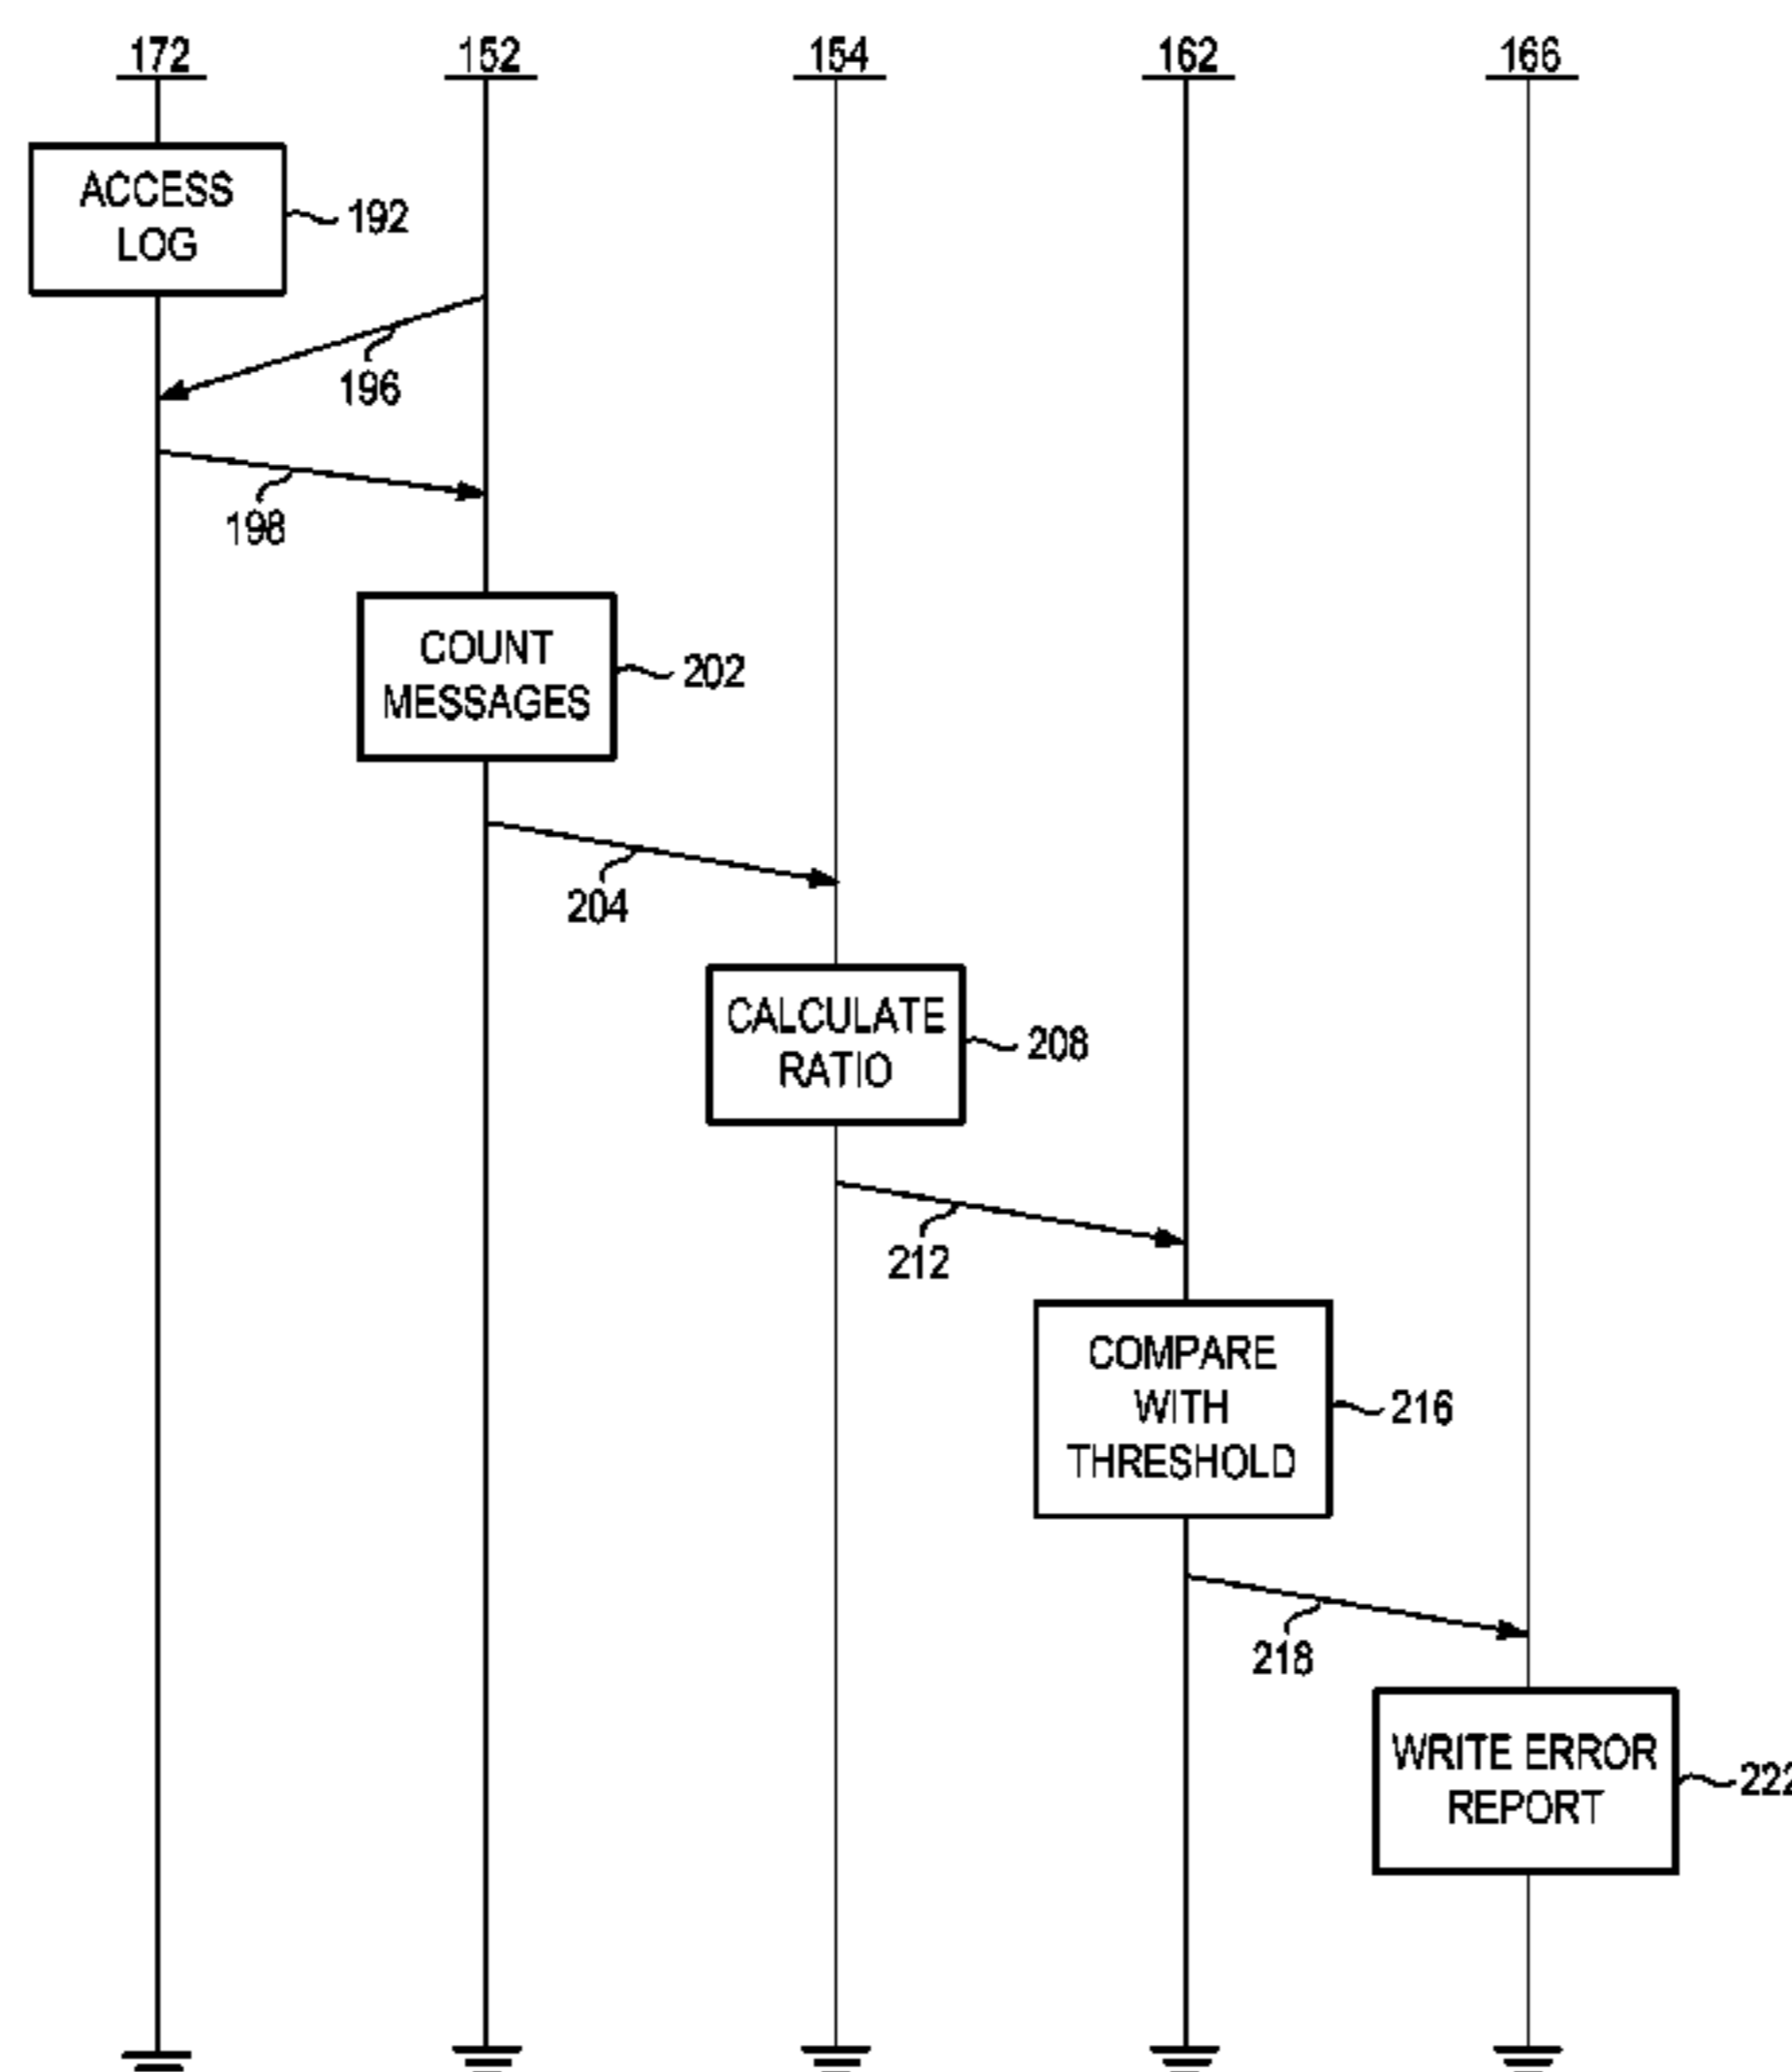 172 152 154 162 166
ACCESS
LOG
192
196
198
COUNT
MESSAGES
202
204
CALCULATE
RATIO
208
212
COMPARE
WITH
THRESHOLD
216
218
WRITE ERROR
REPORT
222